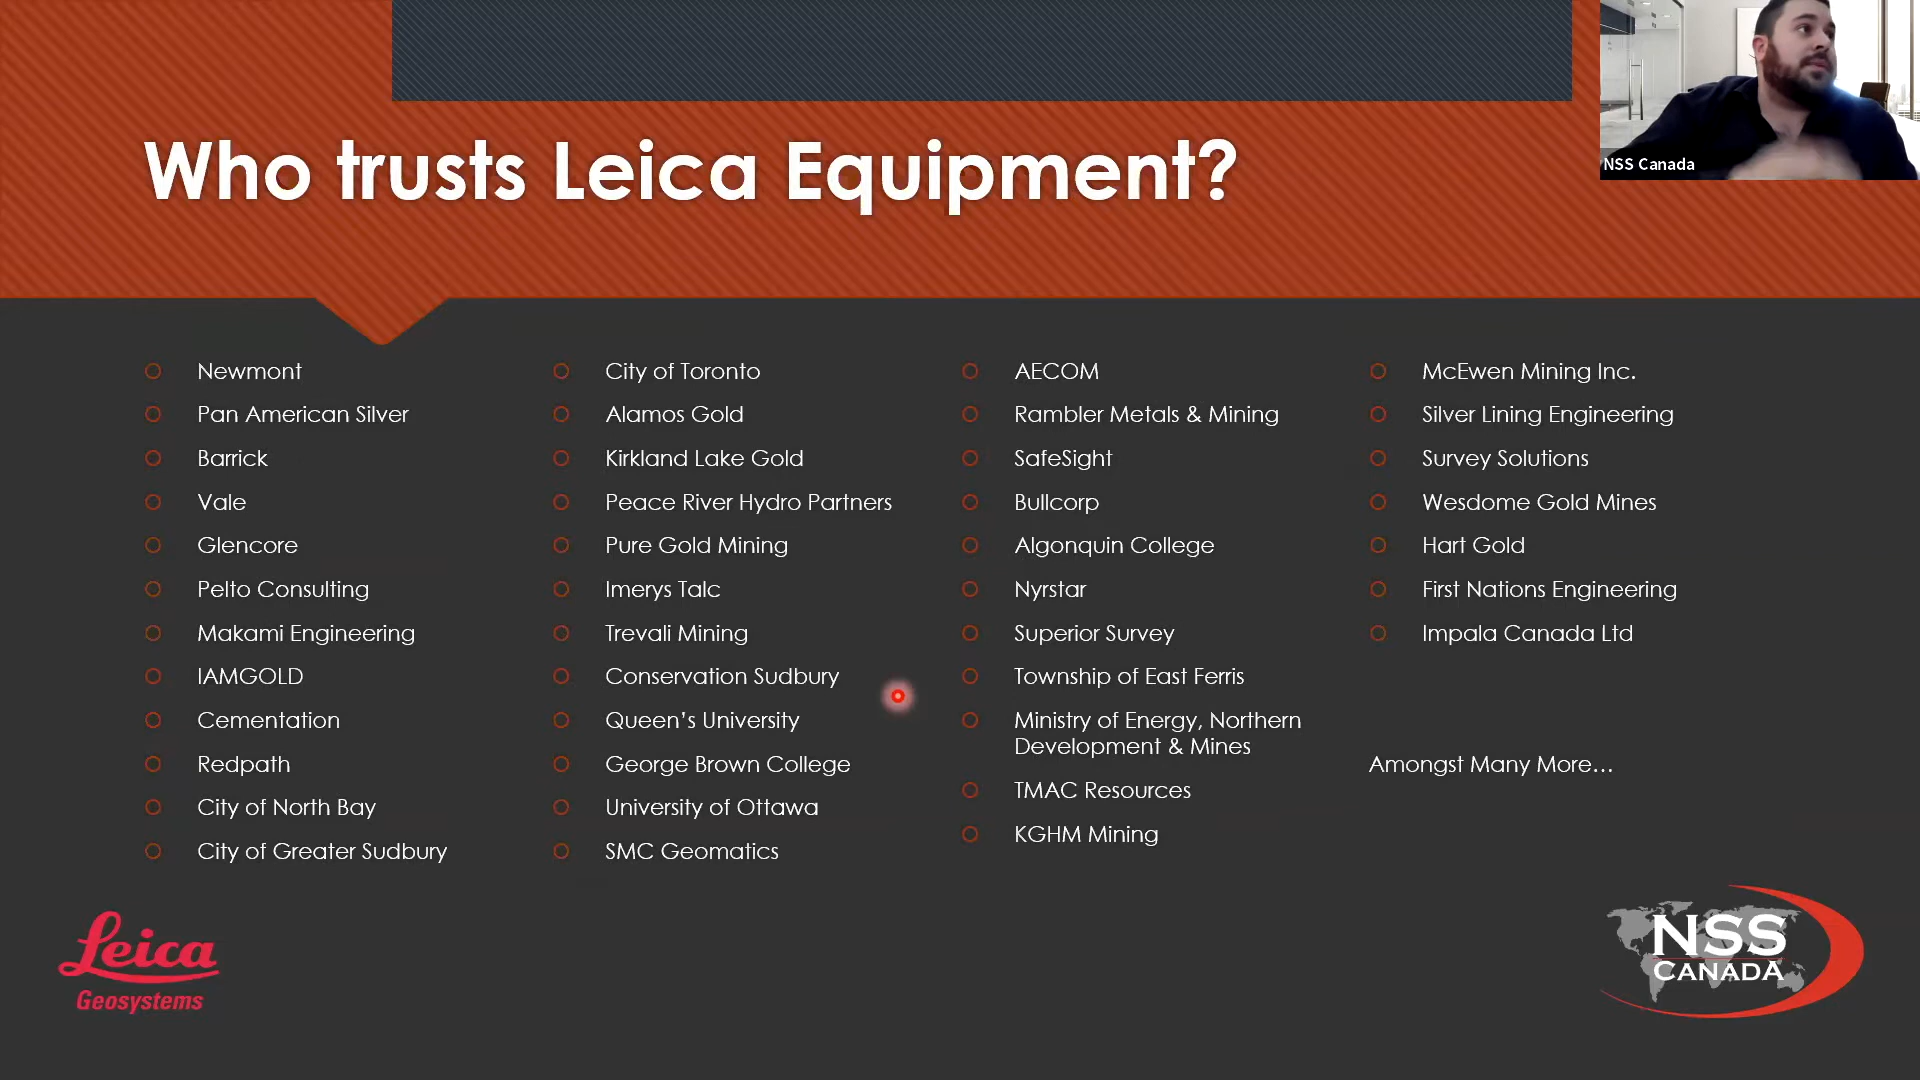 Who trusts Leica Equipment?
NSS Canada
Newmont
Pan American Silver
Barrick
Vale
Glencore
Pelto Consulting
Makami Engineering
IAMGOLD
Cementation
Redpath
City of North Bay
City of Greater Sudbury
City of Toronto
Alamos Gold
Kirkland Lake Gold
Peace River Hydro Partners
Pure Gold Mining
Imerys Talc
Trevali Mining
Conservation Sudbury
Queen’s University
George Brown College
University of Ottawa
SMC Geomatics
AECOM
Rambler Metals & Mining
SafeSight
Bullcorp
Algonquin College
Nyrstar
Superior Survey
Township of East Ferris
Ministry of Energy, Northern
Development & Mines
TMAC Resources
KGHM Mining
McEwen Mining Inc.
Silver Lining Engineering
Survey Solutions
Wesdome Gold Mines
Hart Gold
First Nations Engineering
Impala Canada Ltd
Amongst Many More…
Leica
Geosystems
NSS
CANADA